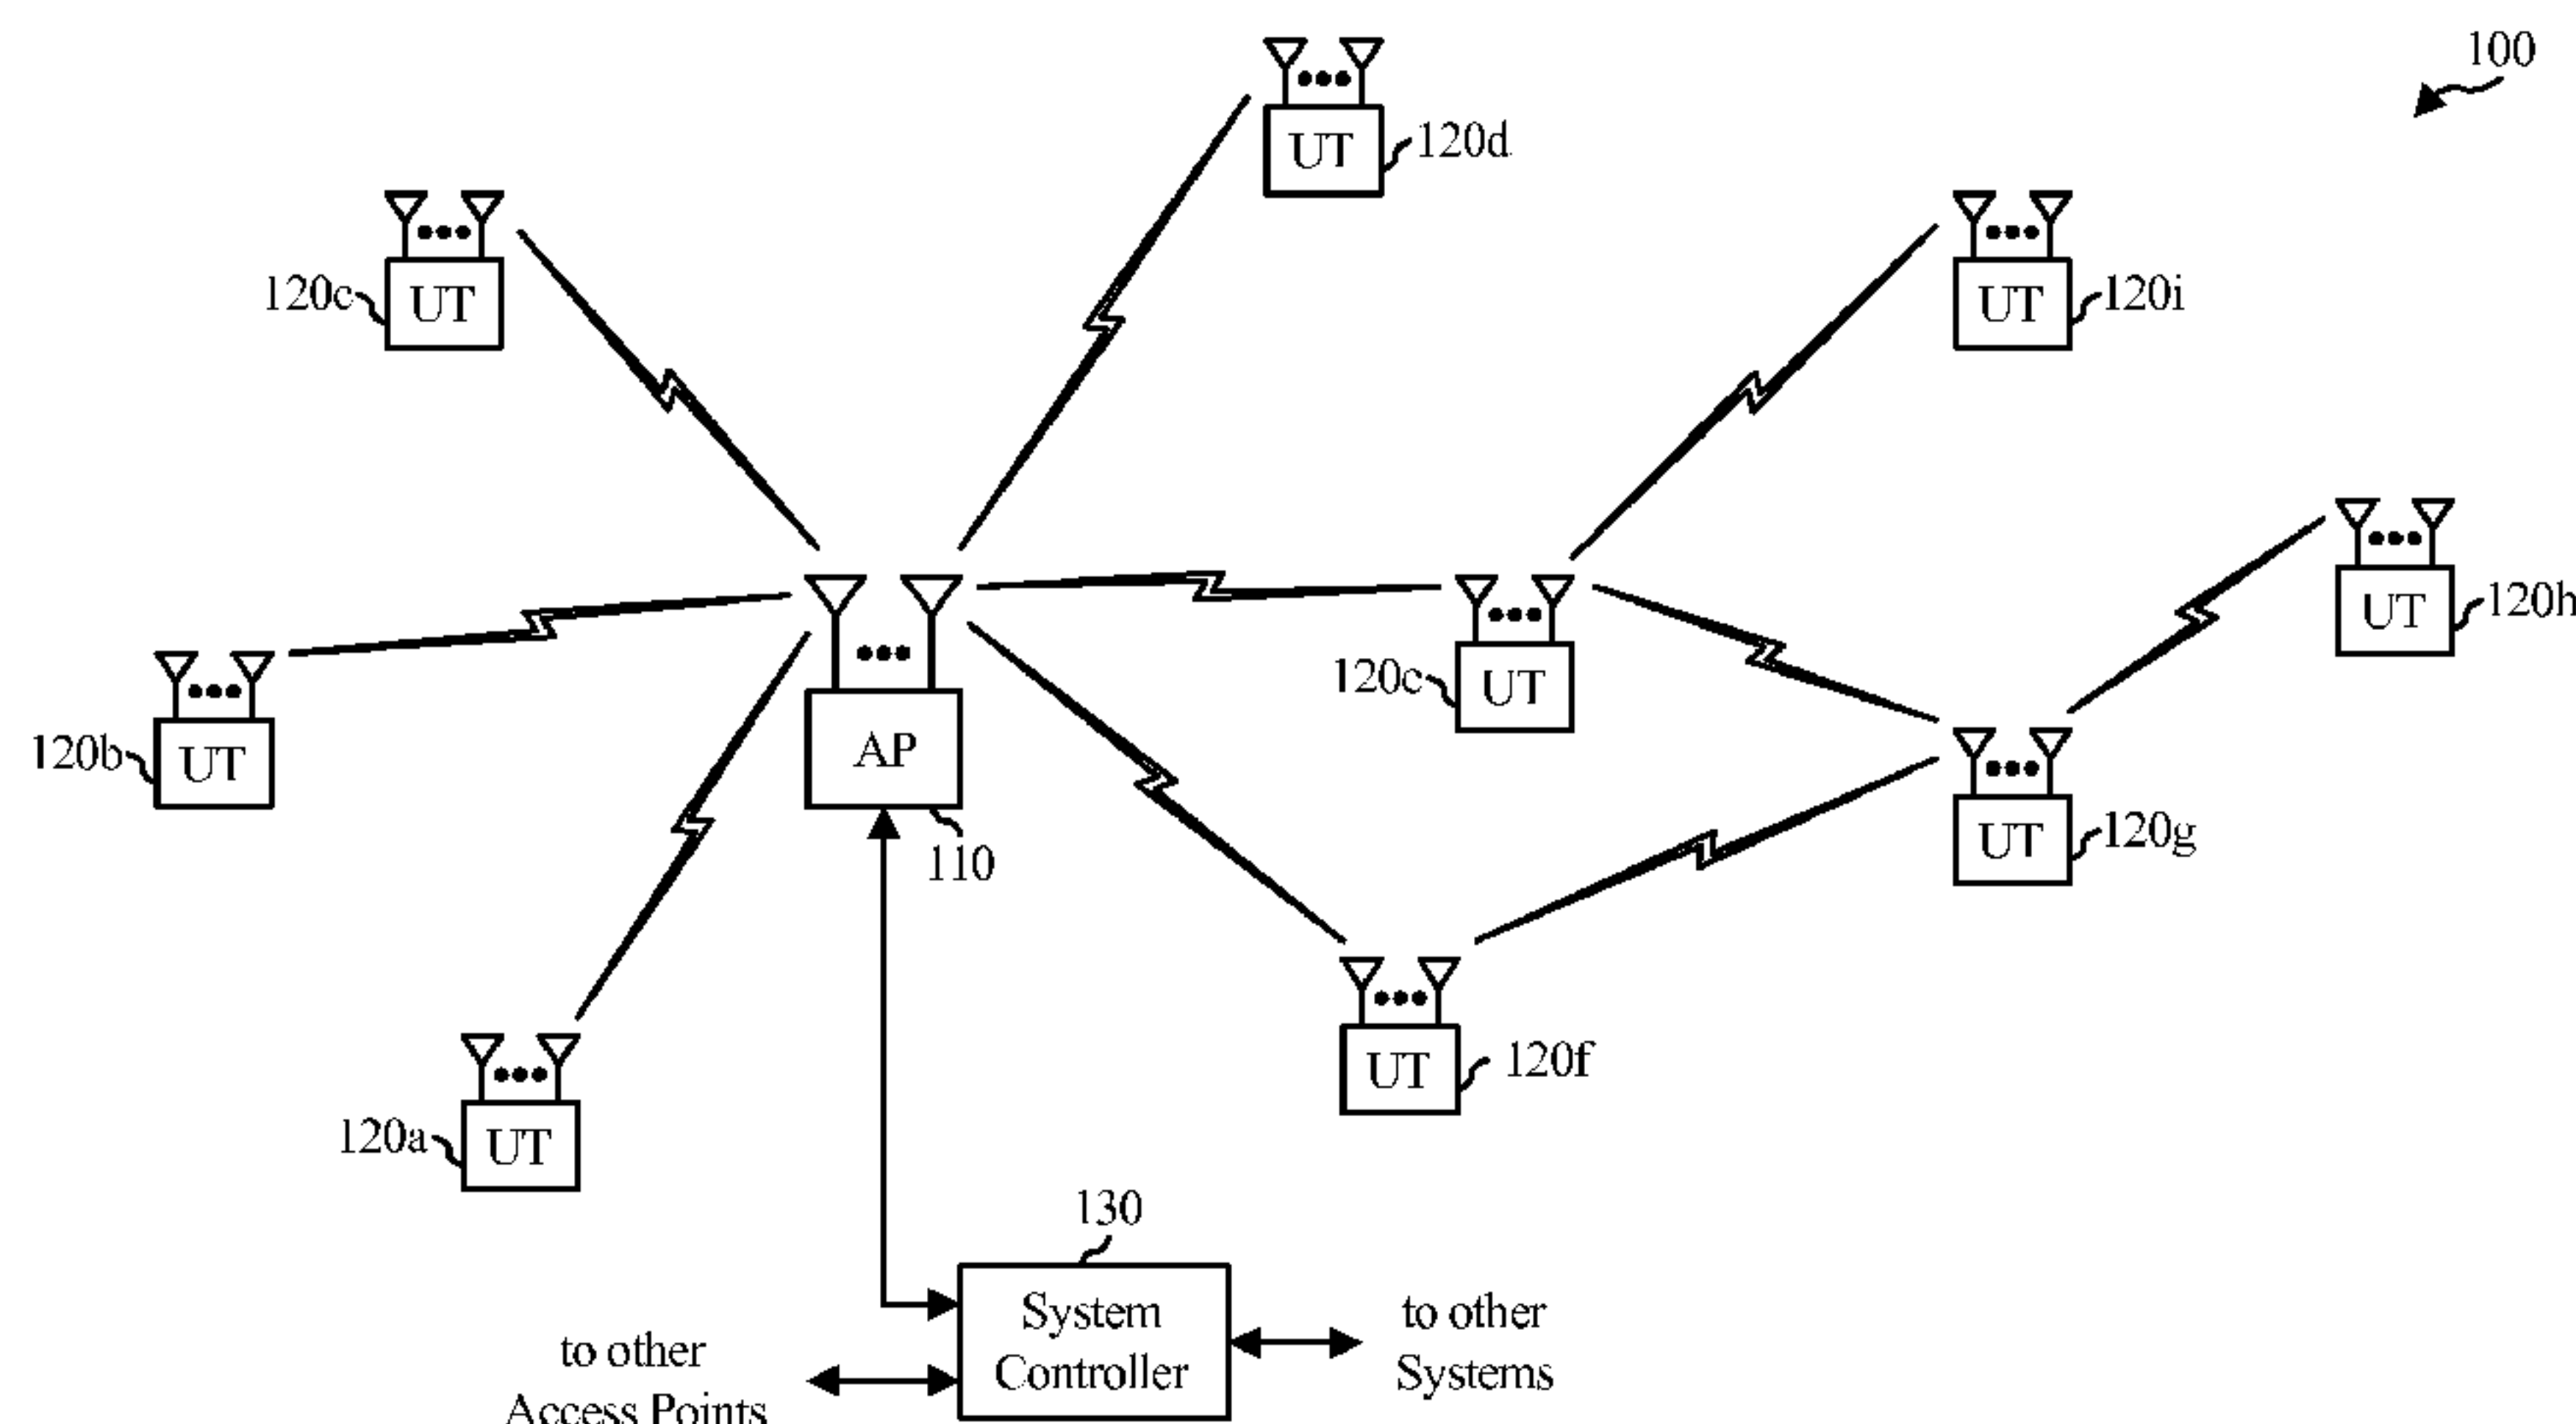 100
UT
120d
UT
120c
UT
120i
UT
120h
UT
120c
UT
120b
AP
110
UT
120g
UT
120f
UT
120a
130
System
Controller
to other
Systems
to other
Access Points